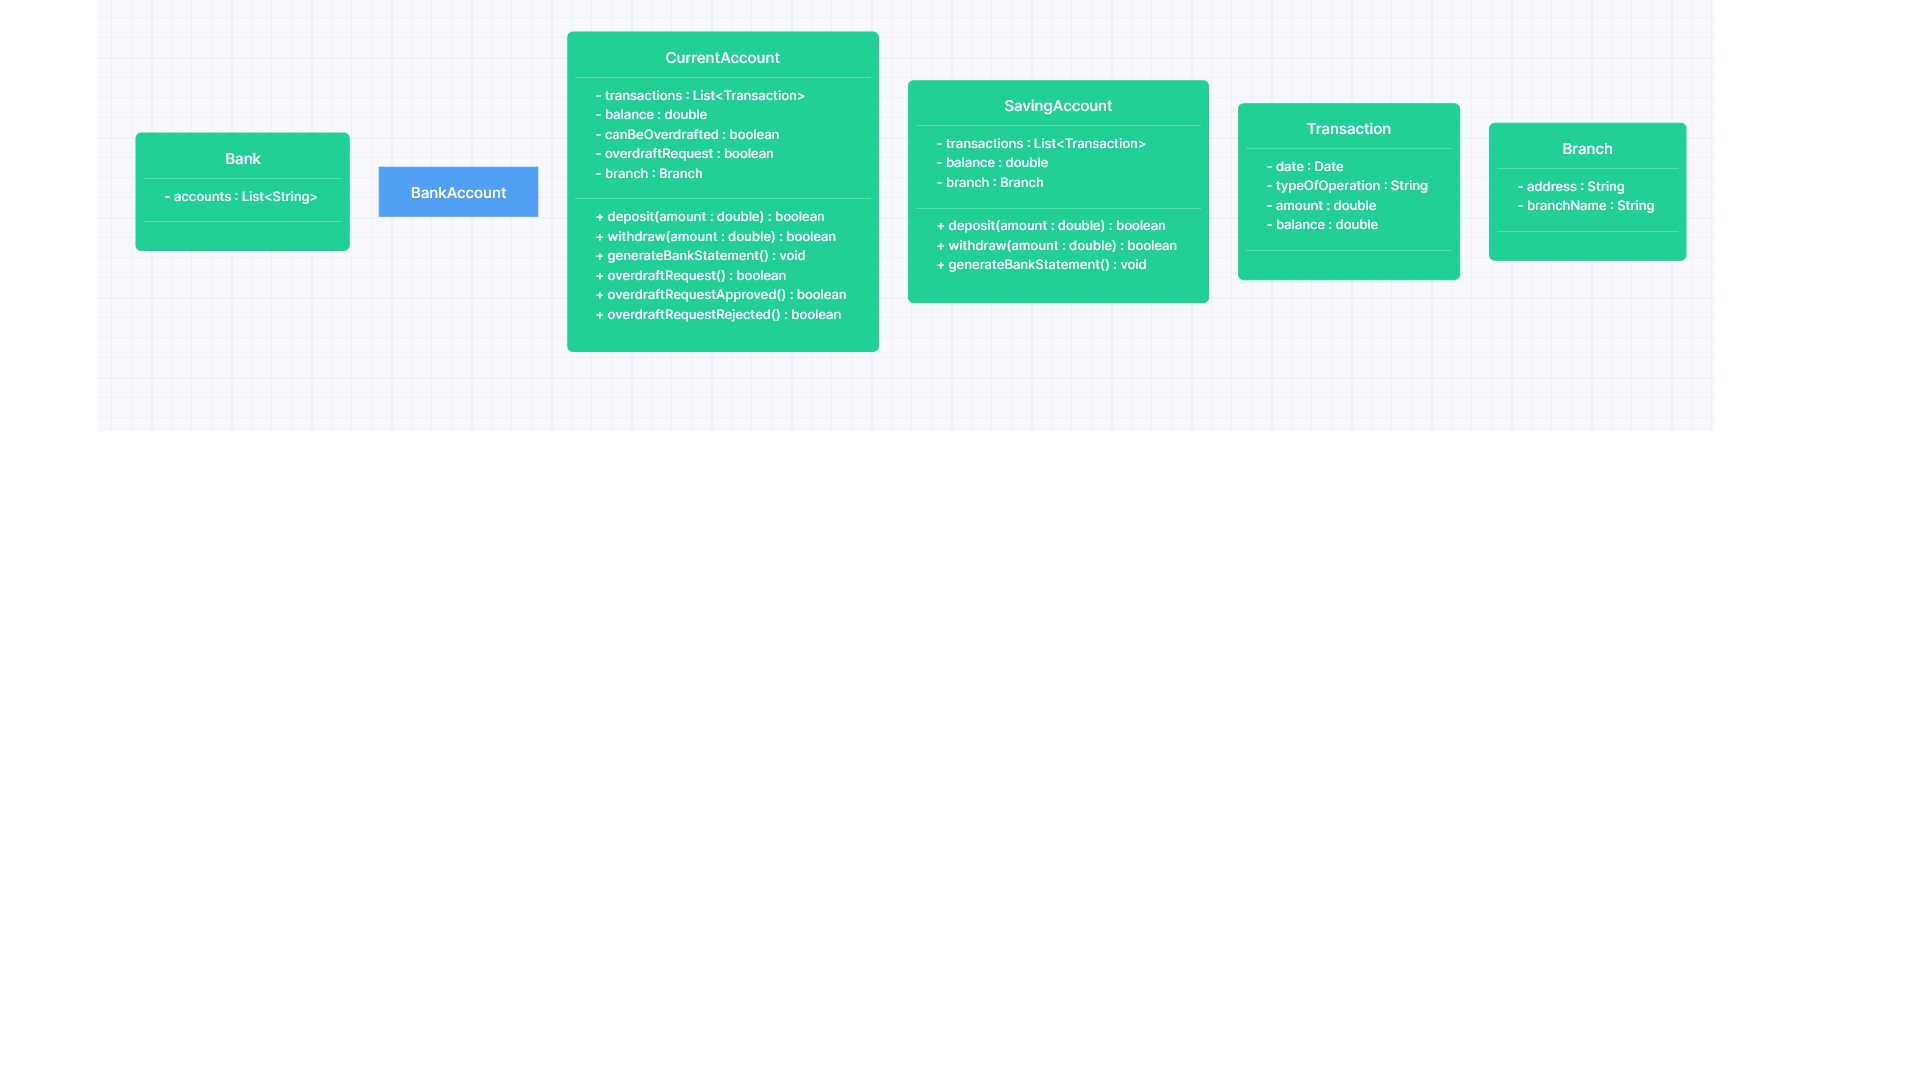 Bank
- accounts : List<String>
BankAccount
CurrentAccount
- transactions : List<Transaction>
- balance : double
- canBeOverdrafted : boolean
- overdraftRequest : boolean
- branch : Branch
+ deposit(amount : double) : boolean
+ withdraw(amount : double) : boolean
+ generateBankStatement() : void
+ overdraftRequest() : boolean
+ overdraftRequestApproved() : boolean
+ overdraftRequestRejected() : boolean
SavingAccount
- transactions : List<Transaction>
- balance : double
- branch : Branch
+ deposit(amount : double) : boolean
+ withdraw(amount : double) : boolean
+ generateBankStatement() : void
Transaction
- date : Date
- typeOfOperation : String
- amount : double
- balance : double
Branch
- address : String
- branchName : String